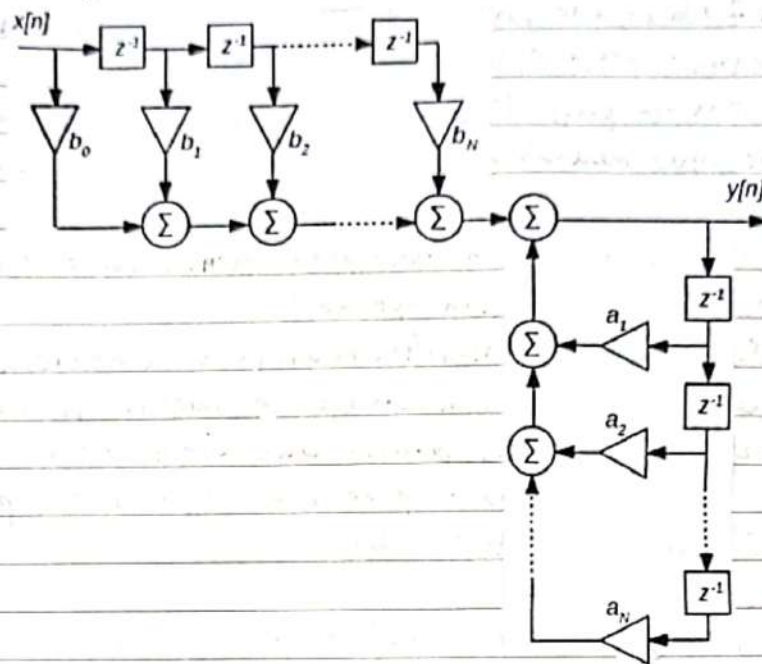 x[n]
z⁻¹ z⁻¹ z⁻¹
b₀ b₁ b₂ b_N
Σ Σ Σ Σ y[n]
z⁻¹
a₁
Σ
z⁻¹
a₂
Σ
z⁻¹
a_N